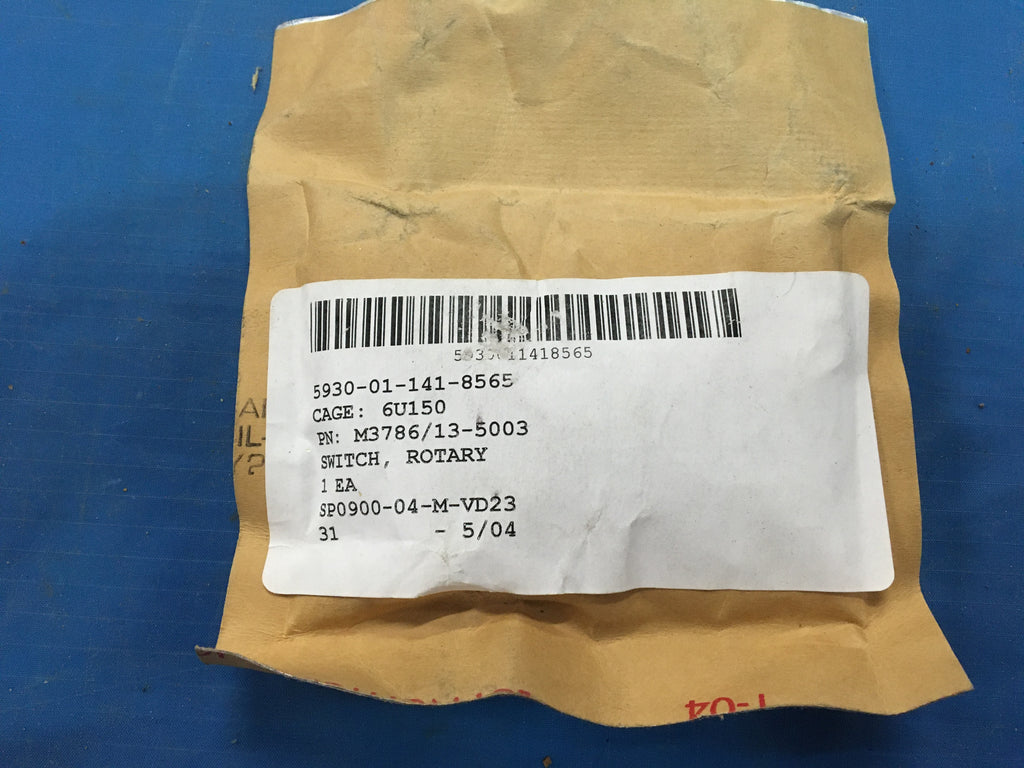 5930-01-141-8565
CAGE: 6U150
PN: M3786/13-5003
SWITCH, ROTARY
1 EA
SP0900-04-M-VD23
31 - 5/04